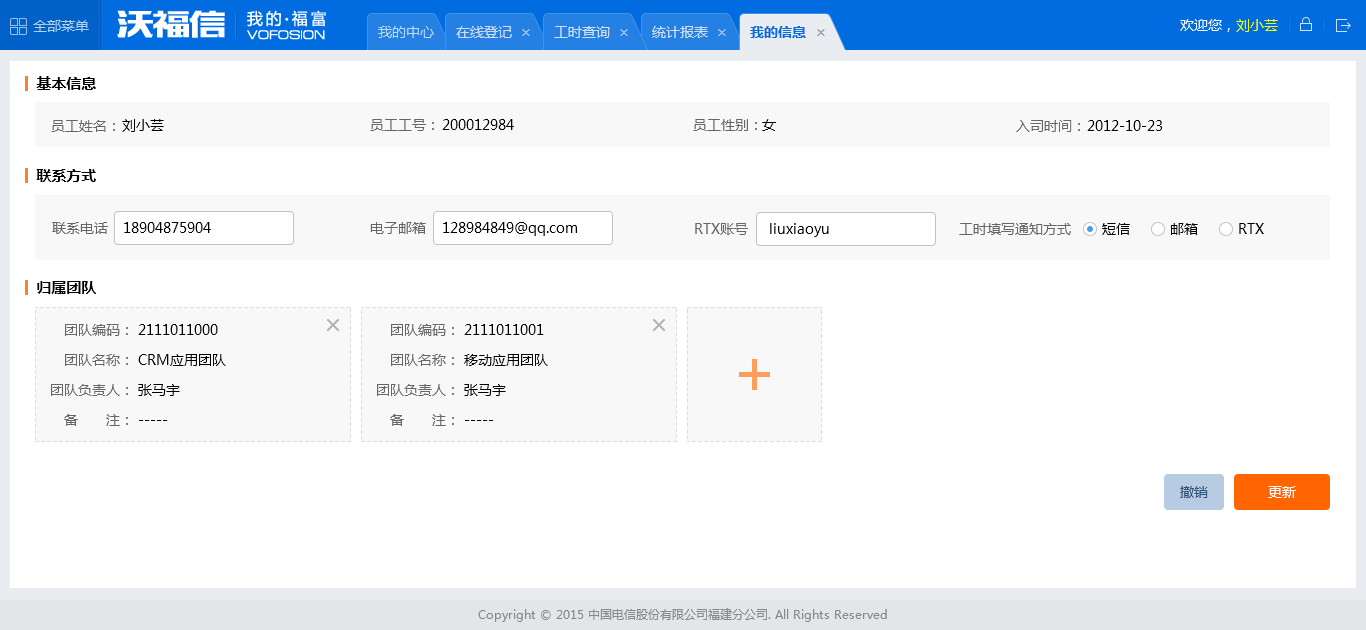 全部菜单 沃福信 我的·福富 VOFOSION 我的中心 在线登记 × 工时查询 × 统计报表 × 我的信息 × 欢迎您，刘小芸
基本信息
员工姓名：刘小芸 员工工号：200012984 员工性别：女 入司时间：2012-10-23
联系方式
联系电话 18904875904 电子邮箱 128984849@qq.com RTX账号 liuxiaoyu 工时填写通知方式 短信 邮箱 RTX
归属团队
团队编码：2111011000
团队名称：CRM应用团队
团队负责人：张马宇
备 注：-----
团队编码：2111011001
团队名称：移动应用团队
团队负责人：张马宇
备 注：-----
撤销 更新
Copyright © 2015 中国电信股份有限公司福建分公司. All Rights Reserved